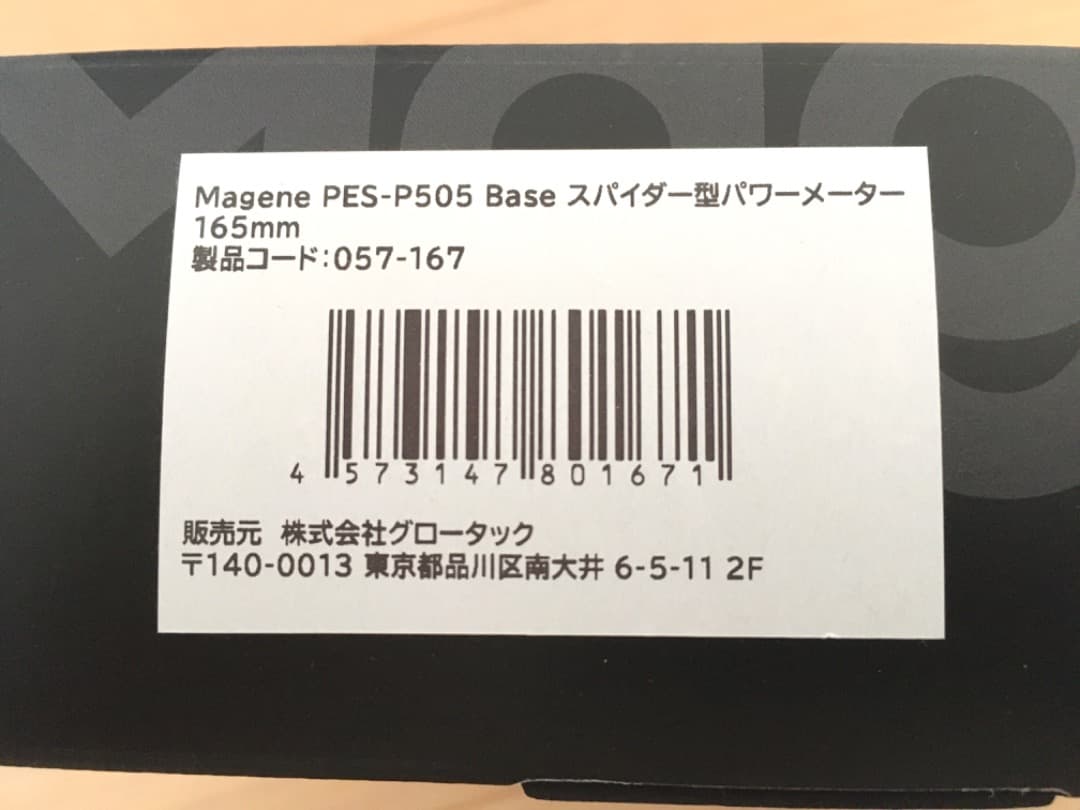 Magene PES-P505 Base スパイダー型パワーメーター
165mm
製品コード:057-167
4 573147 801671
販売元 株式会社グロータック
〒140-0013 東京都品川区南大井 6-5-11 2F